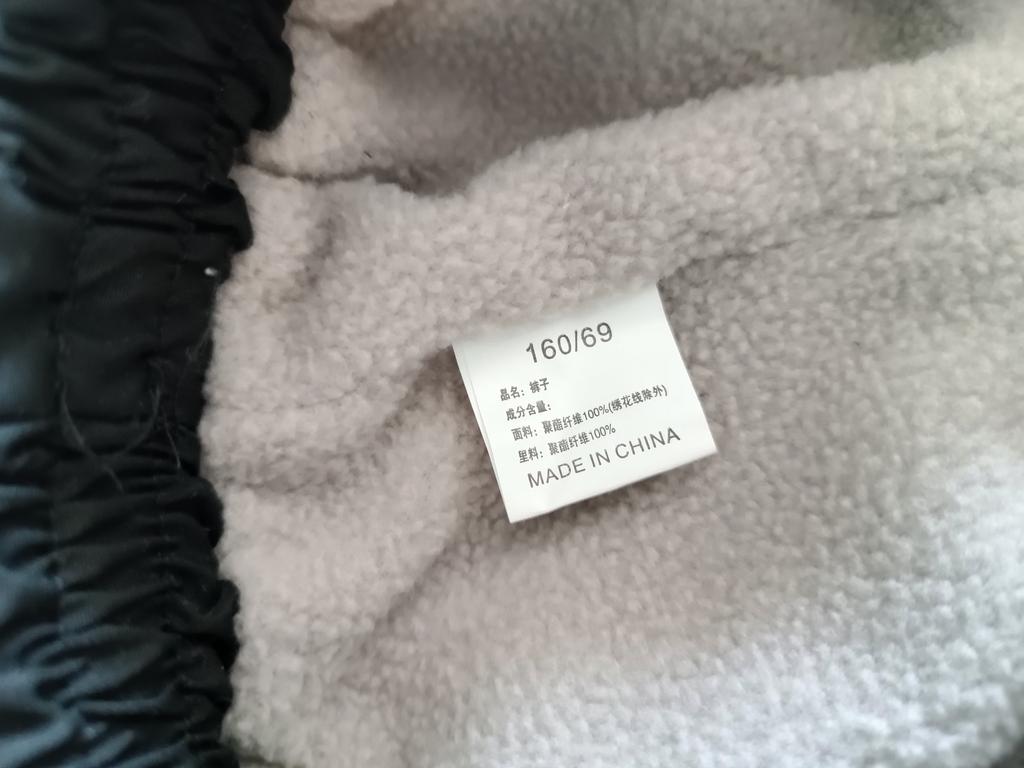 160/69
品名：裤子
成分含量：
面料：聚酯纤维100%(绣花线除外)
里料：聚酯纤维100%
MADE IN CHINA